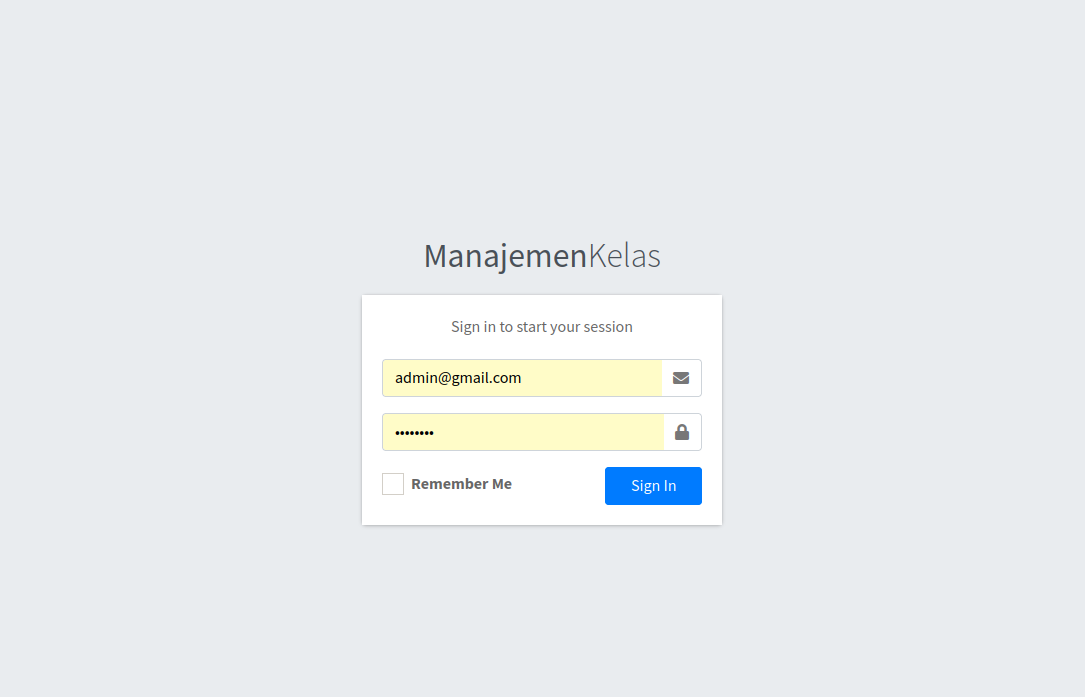 ManajemenKelas
Sign in to start your session
admin@gmail.com
••••••••
Remember Me
Sign In